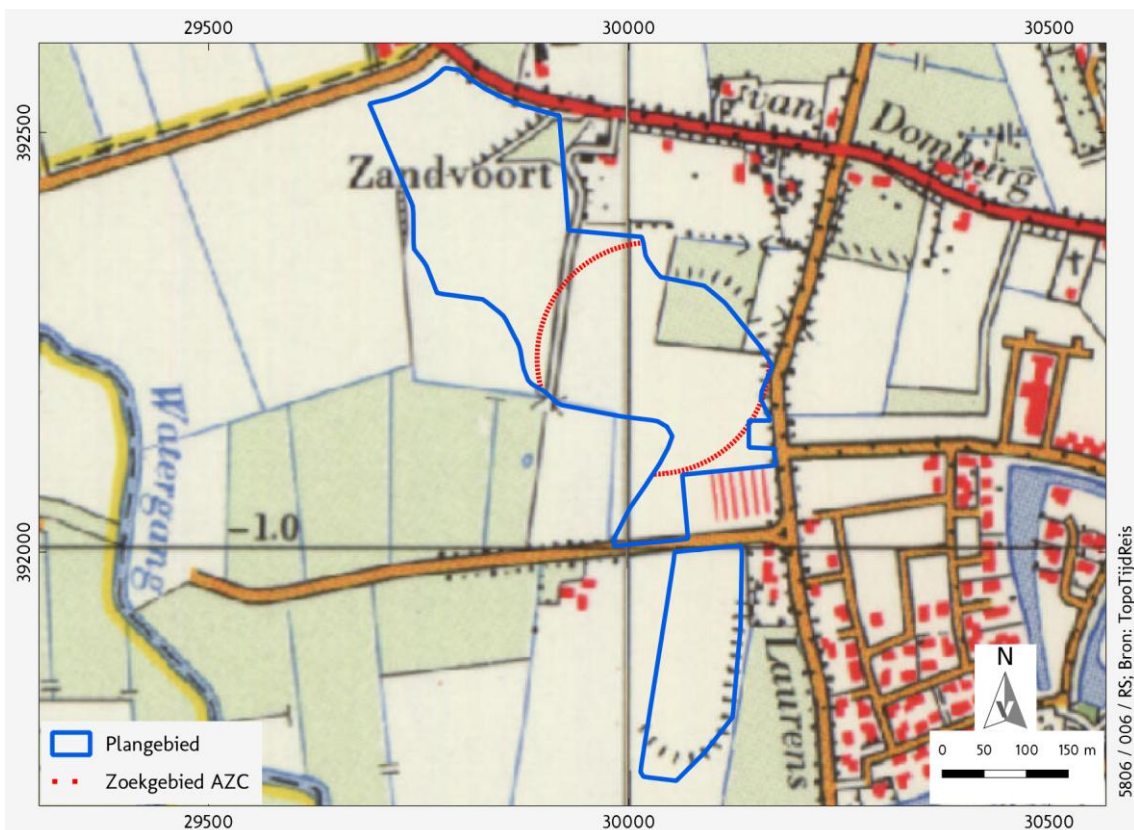 29500 30000 30500
392500
Zandvoort
svans
Domburg
Watergang
-1.0
392000
Laurens
N
Plangebied
Zoekgebied AZC
0 50 100 150 m
29500 30000 30500
5806 / 006 / RS; Bron: TopoTijdReis